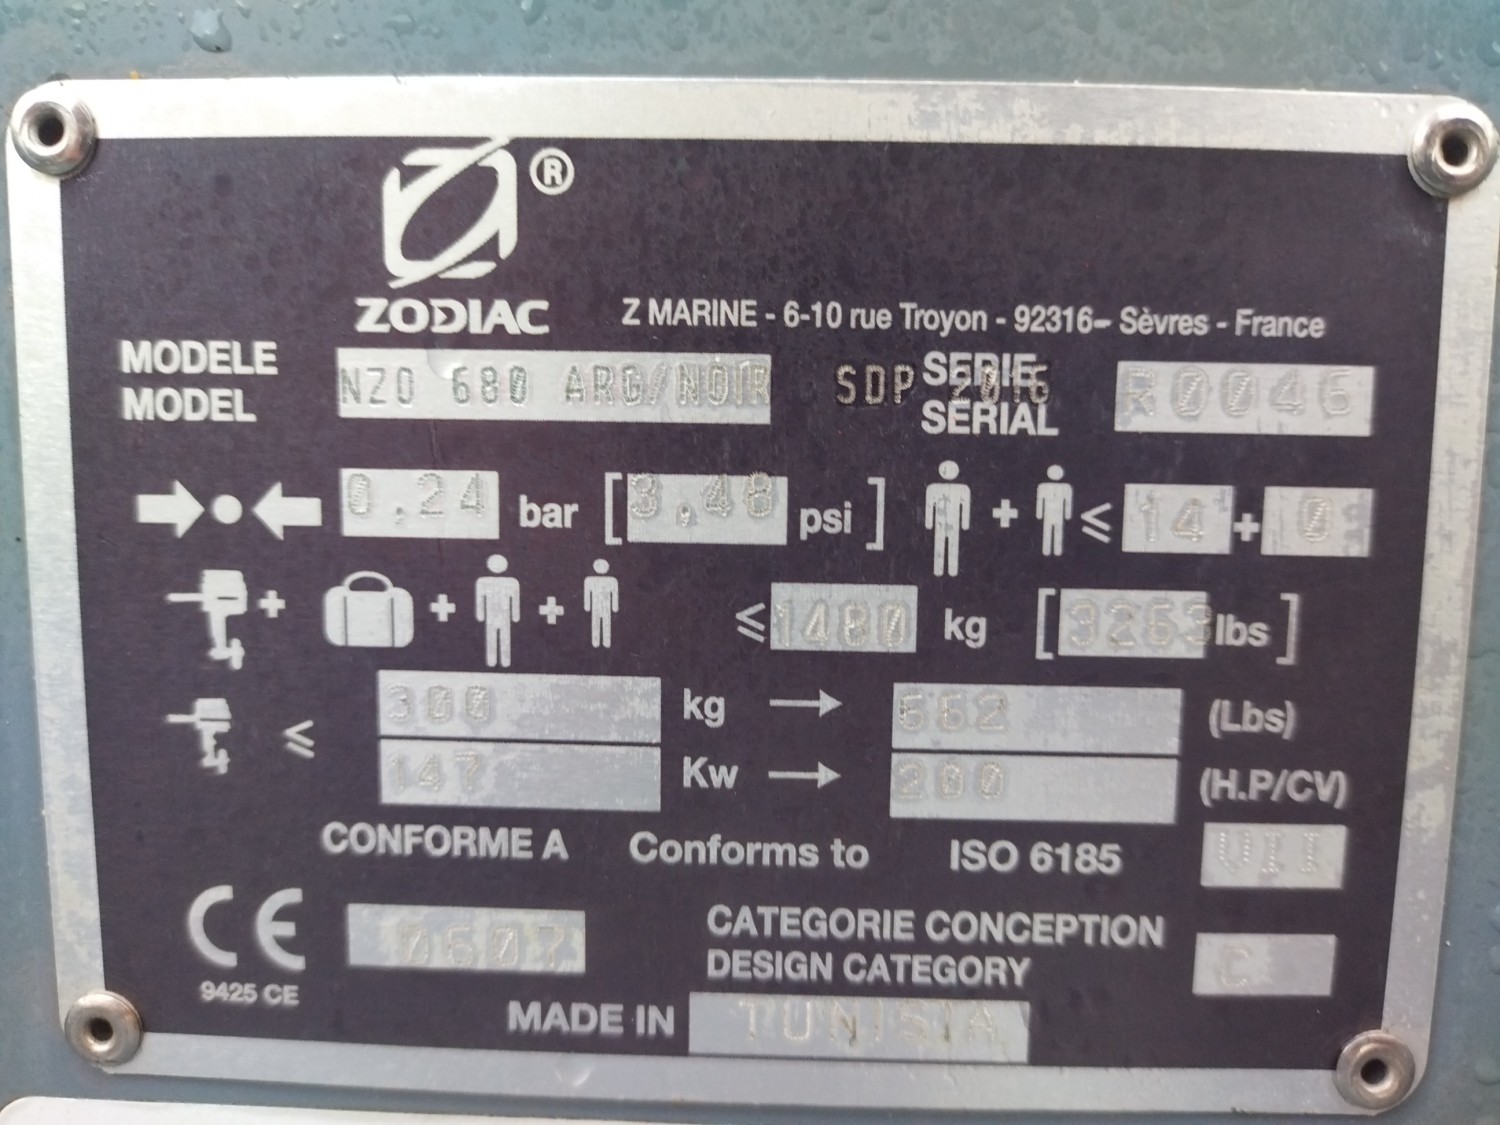 ®
ZODIAC
Z MARINE - 6-10 rue Troyon - 92316- Sèvres - France
MODELE
MODEL
NZO 680 ARG/NOIR SDP 2016
SERIE
SERIAL
R0046
0.24 bar [3.48 psi] + ≤ 14 + 0
+ + + ≤ 1480 kg [3263 lbs]
≤ 300 kg → 662 (Lbs)
147 Kw → 200 (H.P/CV)
CONFORME A Conforms to ISO 6185 VII
CE 0607
9425 CE
CATEGORIE CONCEPTION
DESIGN CATEGORY C
MADE IN TUNISIA